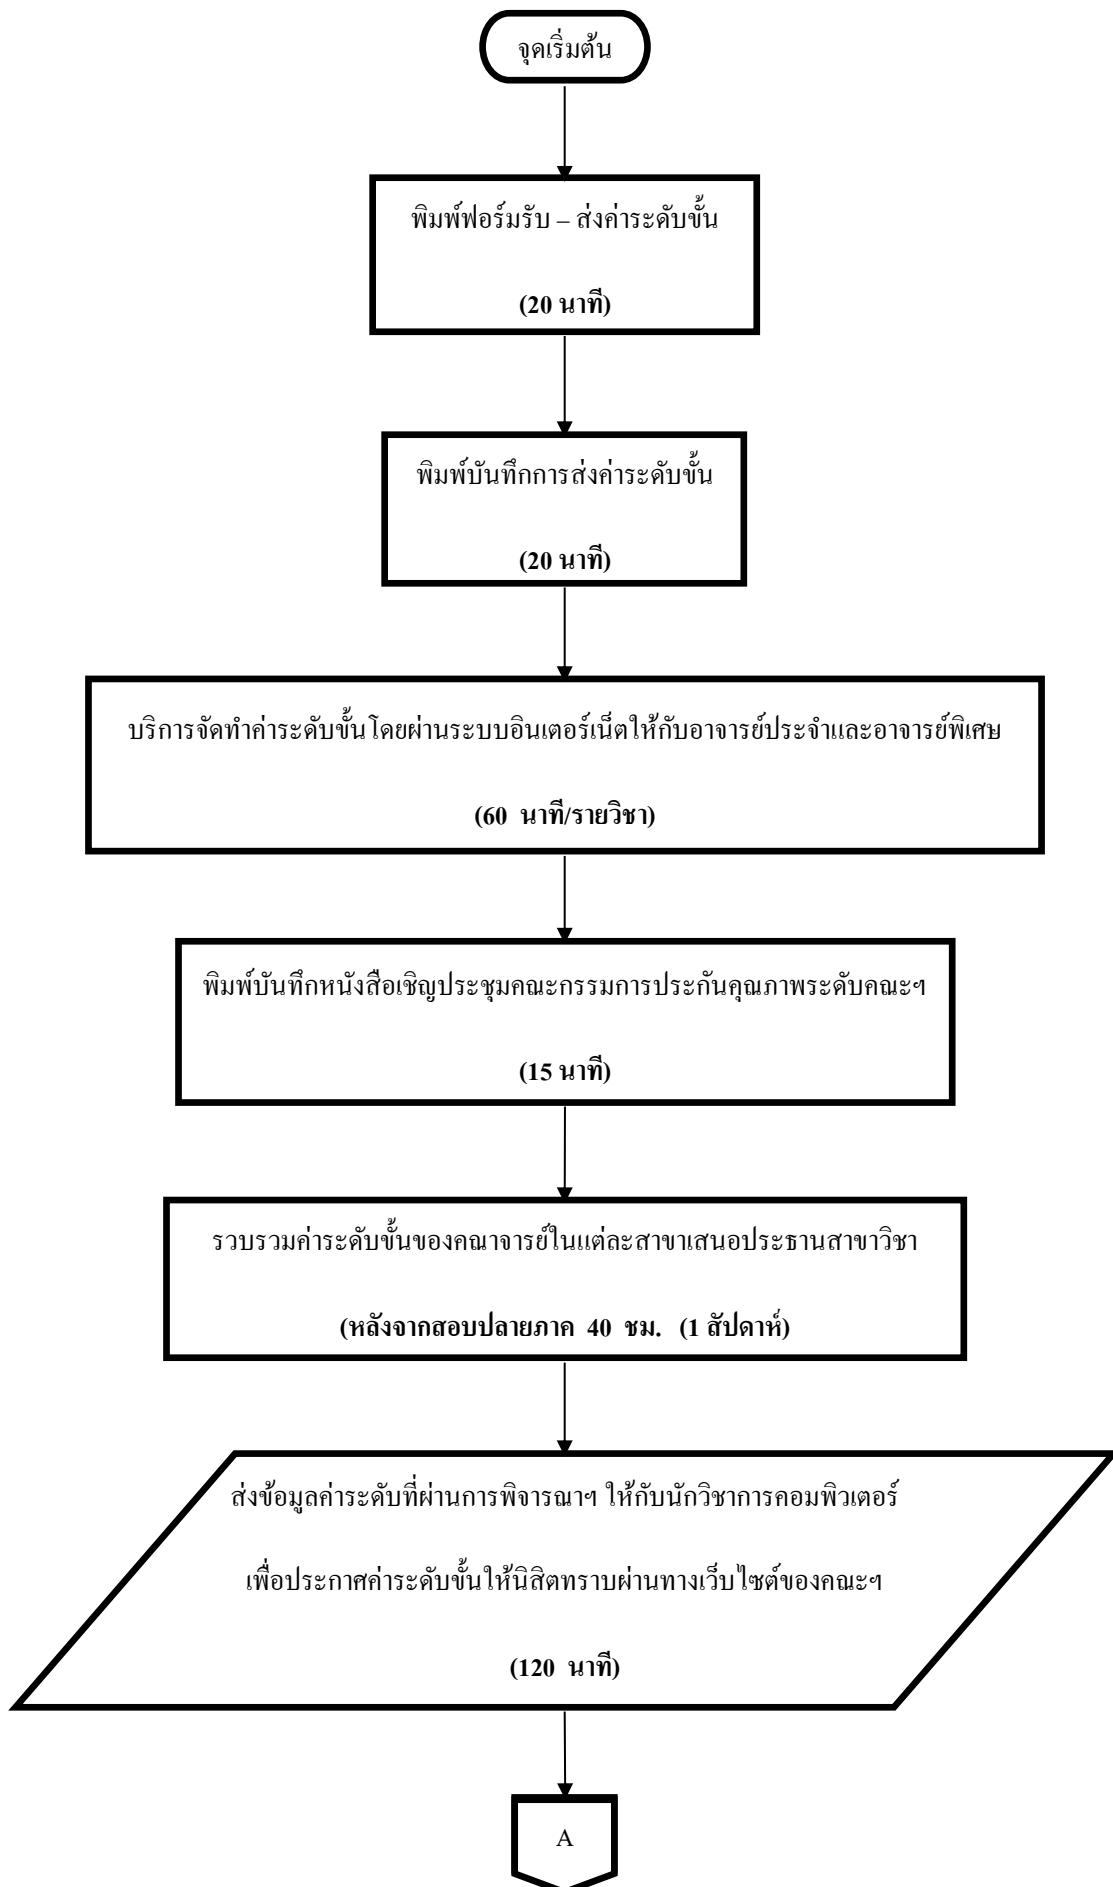 จุดเริ่มต้น
พิมพ์ฟอร์มรับ – ส่งค่าระดับขั้น
(20 นาที)
พิมพ์บันทึกการส่งค่าระดับขั้น
(20 นาที)
บริการจัดทำค่าระดับขั้นโดยผ่านระบบอินเตอร์เน็ตให้กับอาจารย์ประจำและอาจารย์พิเศษ
(60 นาที/รายวิชา)
พิมพ์บันทึกหนังสือเชิญประชุมคณะกรรมการประกันคุณภาพระดับคณะฯ
(15 นาที)
รวบรวมค่าระดับขั้นของคณาจารย์ในแต่ละสาขาเสนอประธานสาขาวิชา
(หลังจากสอบปลายภาค 40 ชม. (1 สัปดาห์)
ส่งข้อมูลค่าระดับที่ผ่านการพิจารณาฯ ให้กับนักวิชาการคอมพิวเตอร์
เพื่อประกาศค่าระดับขั้นให้นิสิตทราบผ่านทางเว็บไซต์ของคณะฯ
(120 นาที)
A